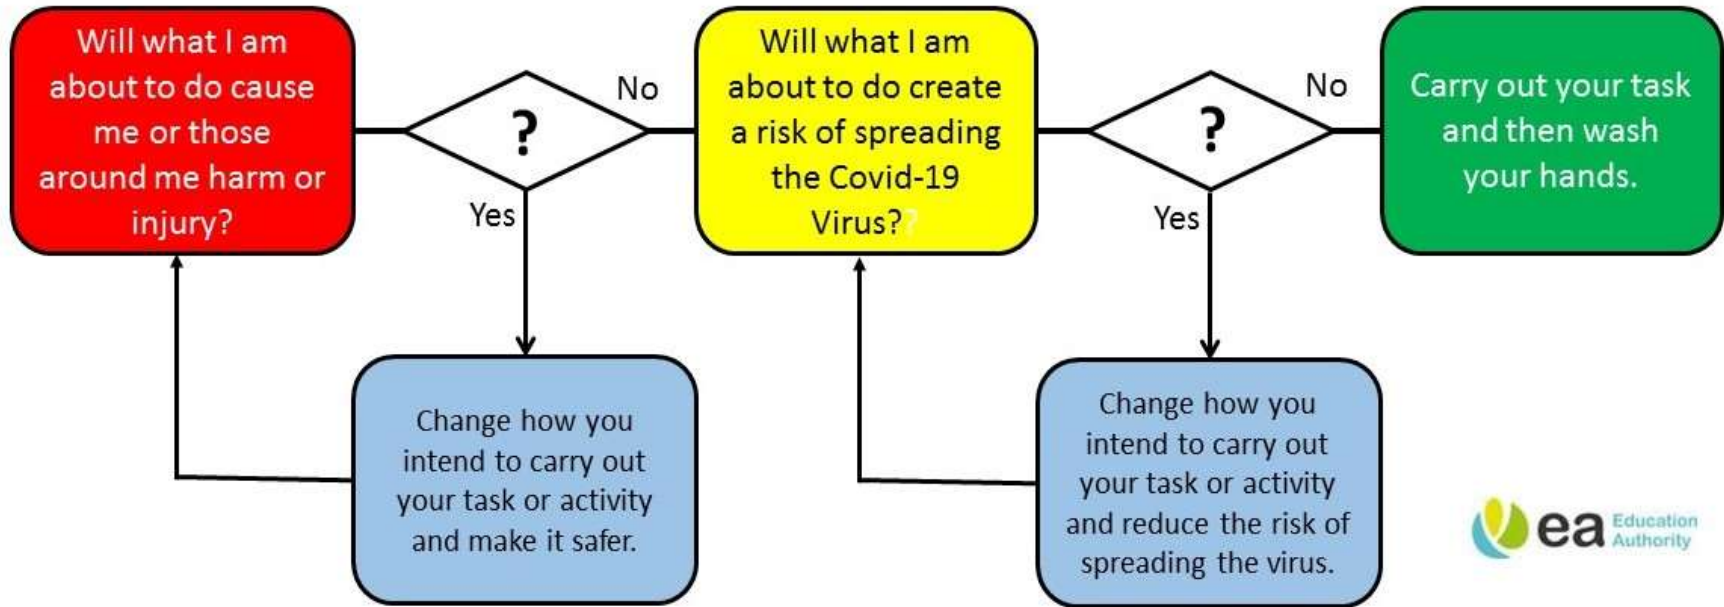 Will what I am
about to do cause
me or those
around me harm or
injury?
?
No
Yes
Change how you
intend to carry out
your task or activity
and make it safer.
Will what I am
about to do create
a risk of spreading
the Covid-19
Virus??
?
No
Yes
Change how you
intend to carry out
your task or activity
and reduce the risk of
spreading the virus.
Carry out your task
and then wash
your hands.
ea Education
Authority